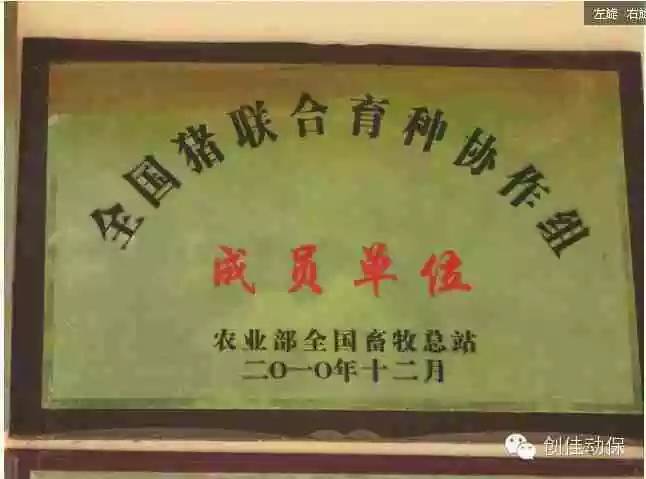 左旋 右旋
全国猪联合育种协作组
成员单位
农业部全国畜牧总站
二〇一〇年十二月
创佳动保